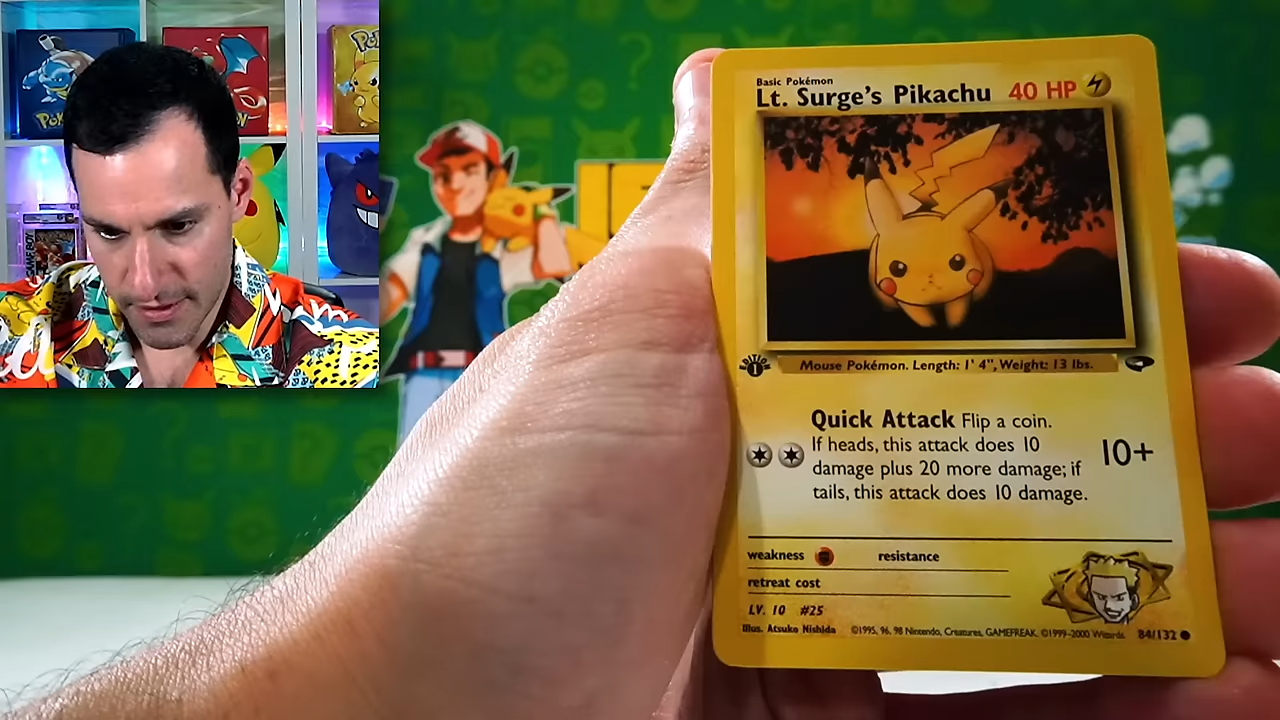 Basic Pokémon
Lt. Surge's Pikachu 40 HP
EDITION
1
Mouse Pokémon. Length: 1' 4", Weight: 13 lbs.
Quick Attack Flip a coin.
If heads, this attack does 10
damage plus 20 more damage; if
tails, this attack does 10 damage.
10+
weakness resistance
retreat cost
LV. 10 #25
Illus. Atsuko Nishida ©1995, 96, 98 Nintendo, Creatures, GAMEFREAK. ©1999-2000 Wizards. 84/132